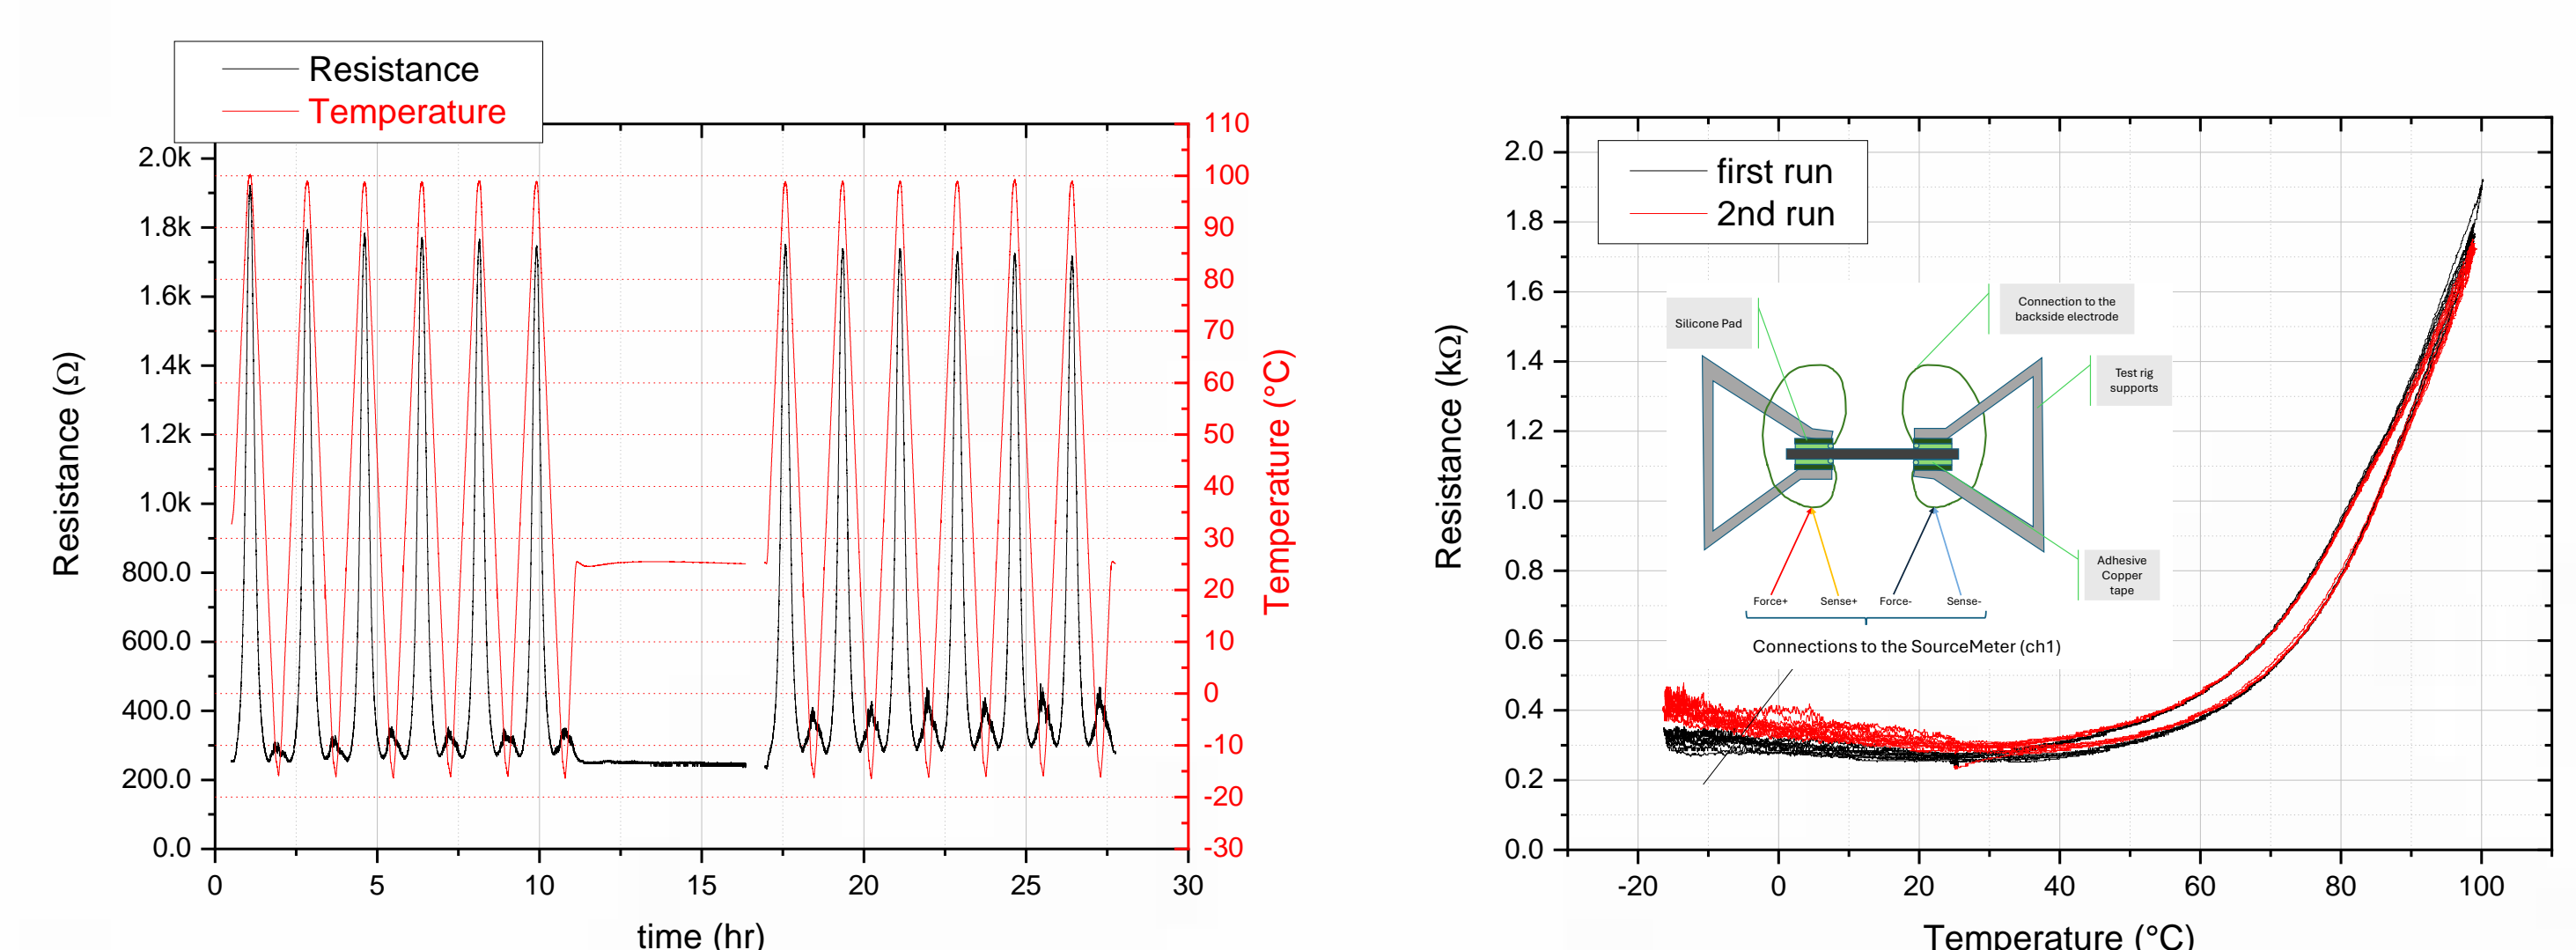 Resistance
Temperature
2.0k
1.8k
1.6k
1.4k
1.2k
1.0k
800.0
600.0
400.0
200.0
0.0
Resistance (Ω)
0 5 10 15 20 25 30
time (hr)
110
100
90
80
70
60
50
40
30
20
10
0
-10
-20
-30
Temperature (°C)
first run
2nd run
2.0
1.8
1.6
1.4
1.2
1.0
0.8
0.6
0.4
0.2
0.0
Resistance (kΩ)
Silicone Pad
Connection to the
backside electrode
Test rig
supports
Adhesive
Copper
tape
Force+ Sense+ Force- Sense-
Connections to the SourceMeter (ch1)
-20 0 20 40 60 80 100
Temperature (°C)